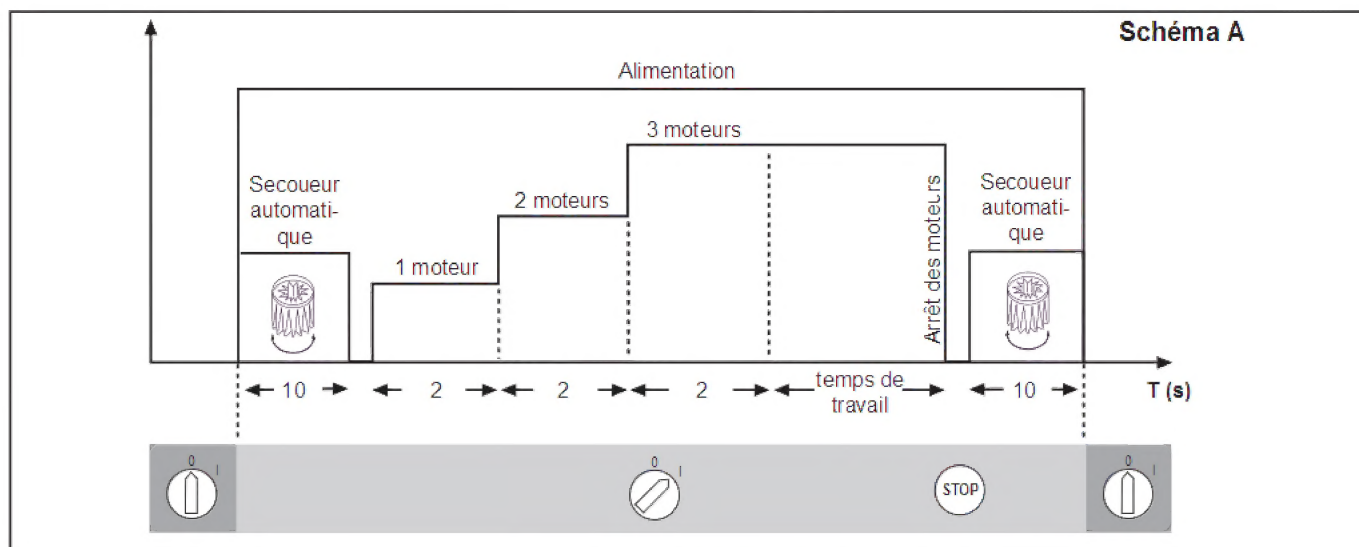 Schéma A
Alimentation
3 moteurs
Secoueur
automati-
que
2 moteurs
1 moteur
Arrêt des moteurs
Secoueur
automati-
que
10
2
2
2
temps de
travail
10
T (s)
0
I
0
I
STOP
0
I